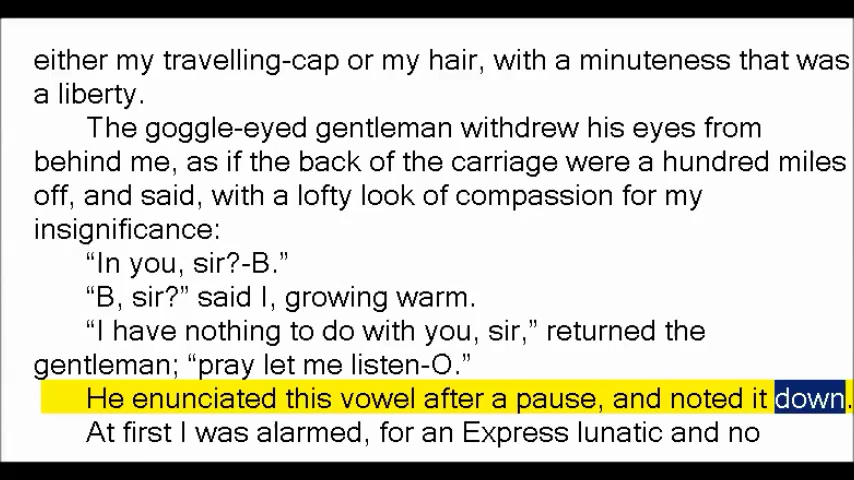 either my travelling-cap or my hair, with a minuteness that was
a liberty.
The goggle-eyed gentleman withdrew his eyes from
behind me, as if the back of the carriage were a hundred miles
off, and said, with a lofty look of compassion for my
insignificance:
“In you, sir?-B.”
“B, sir?” said I, growing warm.
“I have nothing to do with you, sir,” returned the
gentleman; “pray let me listen-O.”
He enunciated this vowel after a pause, and noted it down.
At first I was alarmed, for an Express lunatic and no